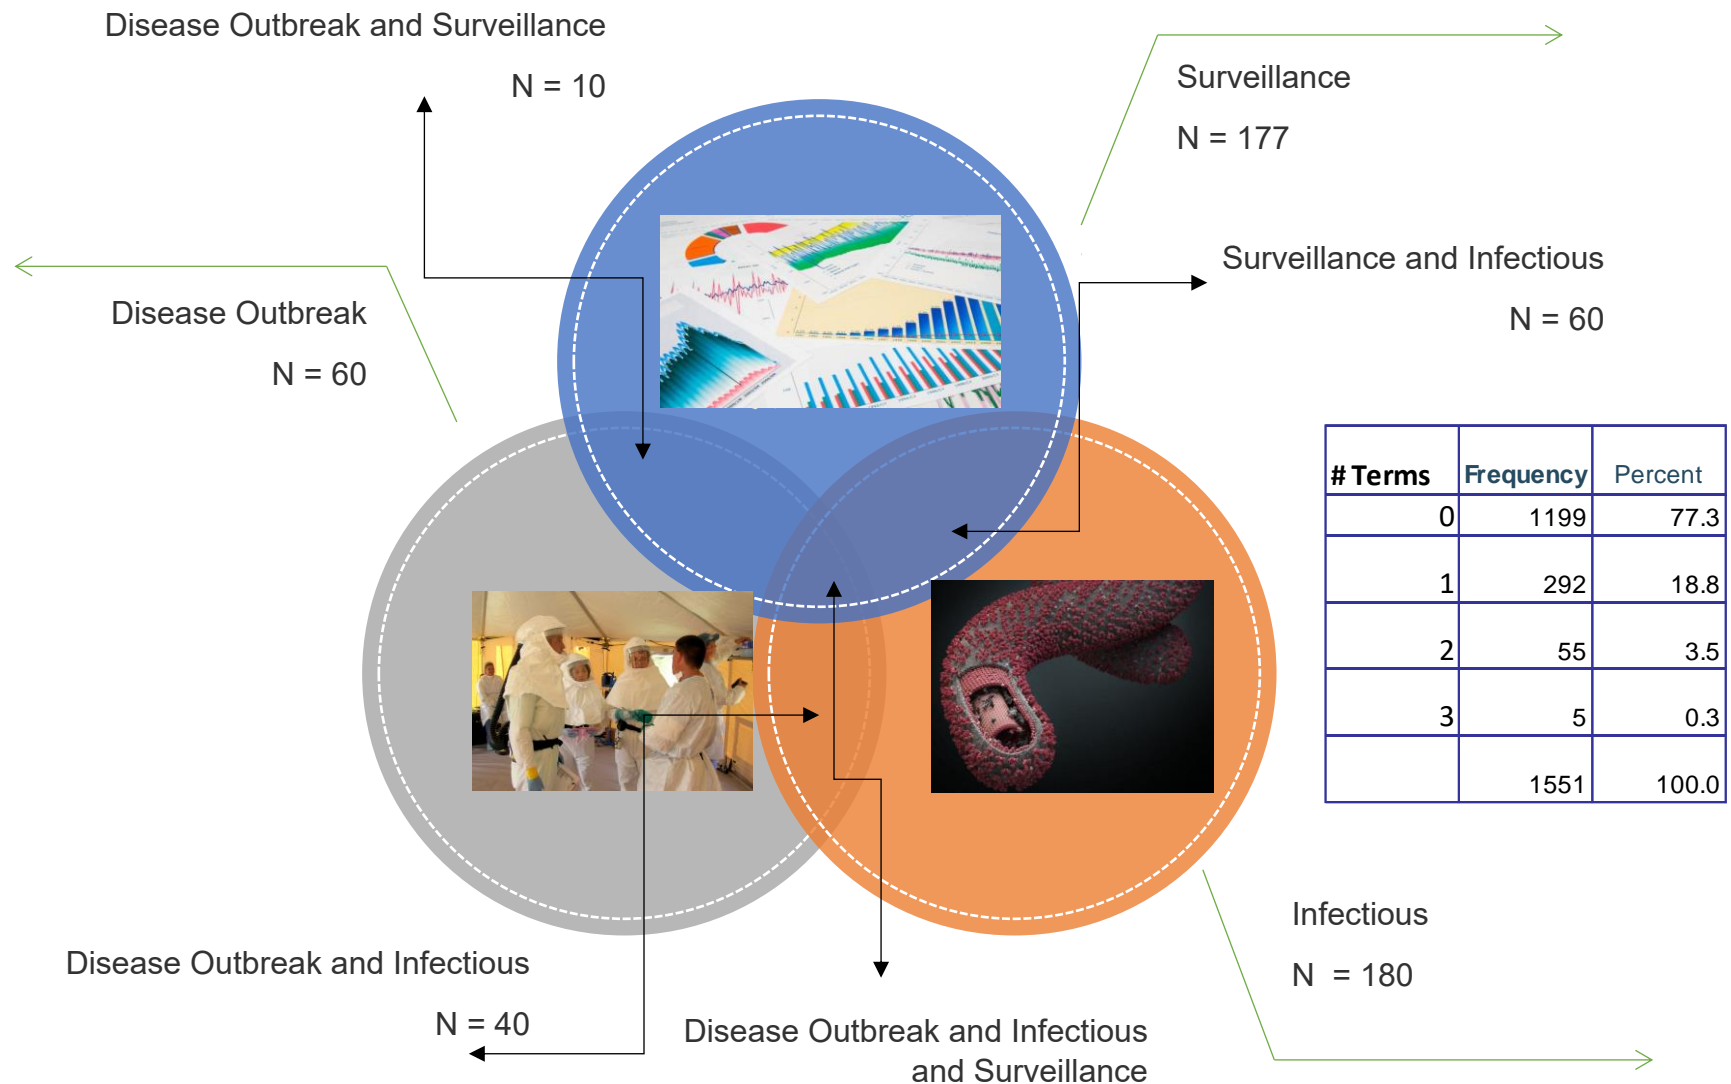 Disease Outbreak and Surveillance
N = 10
Surveillance
N = 177
Surveillance and Infectious
N = 60
Disease Outbreak
N = 60
# Terms Frequency Percent
0 1199 77.3
1 292 18.8
2 55 3.5
3 5 0.3
1551 100.0
Infectious
N = 180
Disease Outbreak and Infectious
N = 40
Disease Outbreak and Infectious
and Surveillance